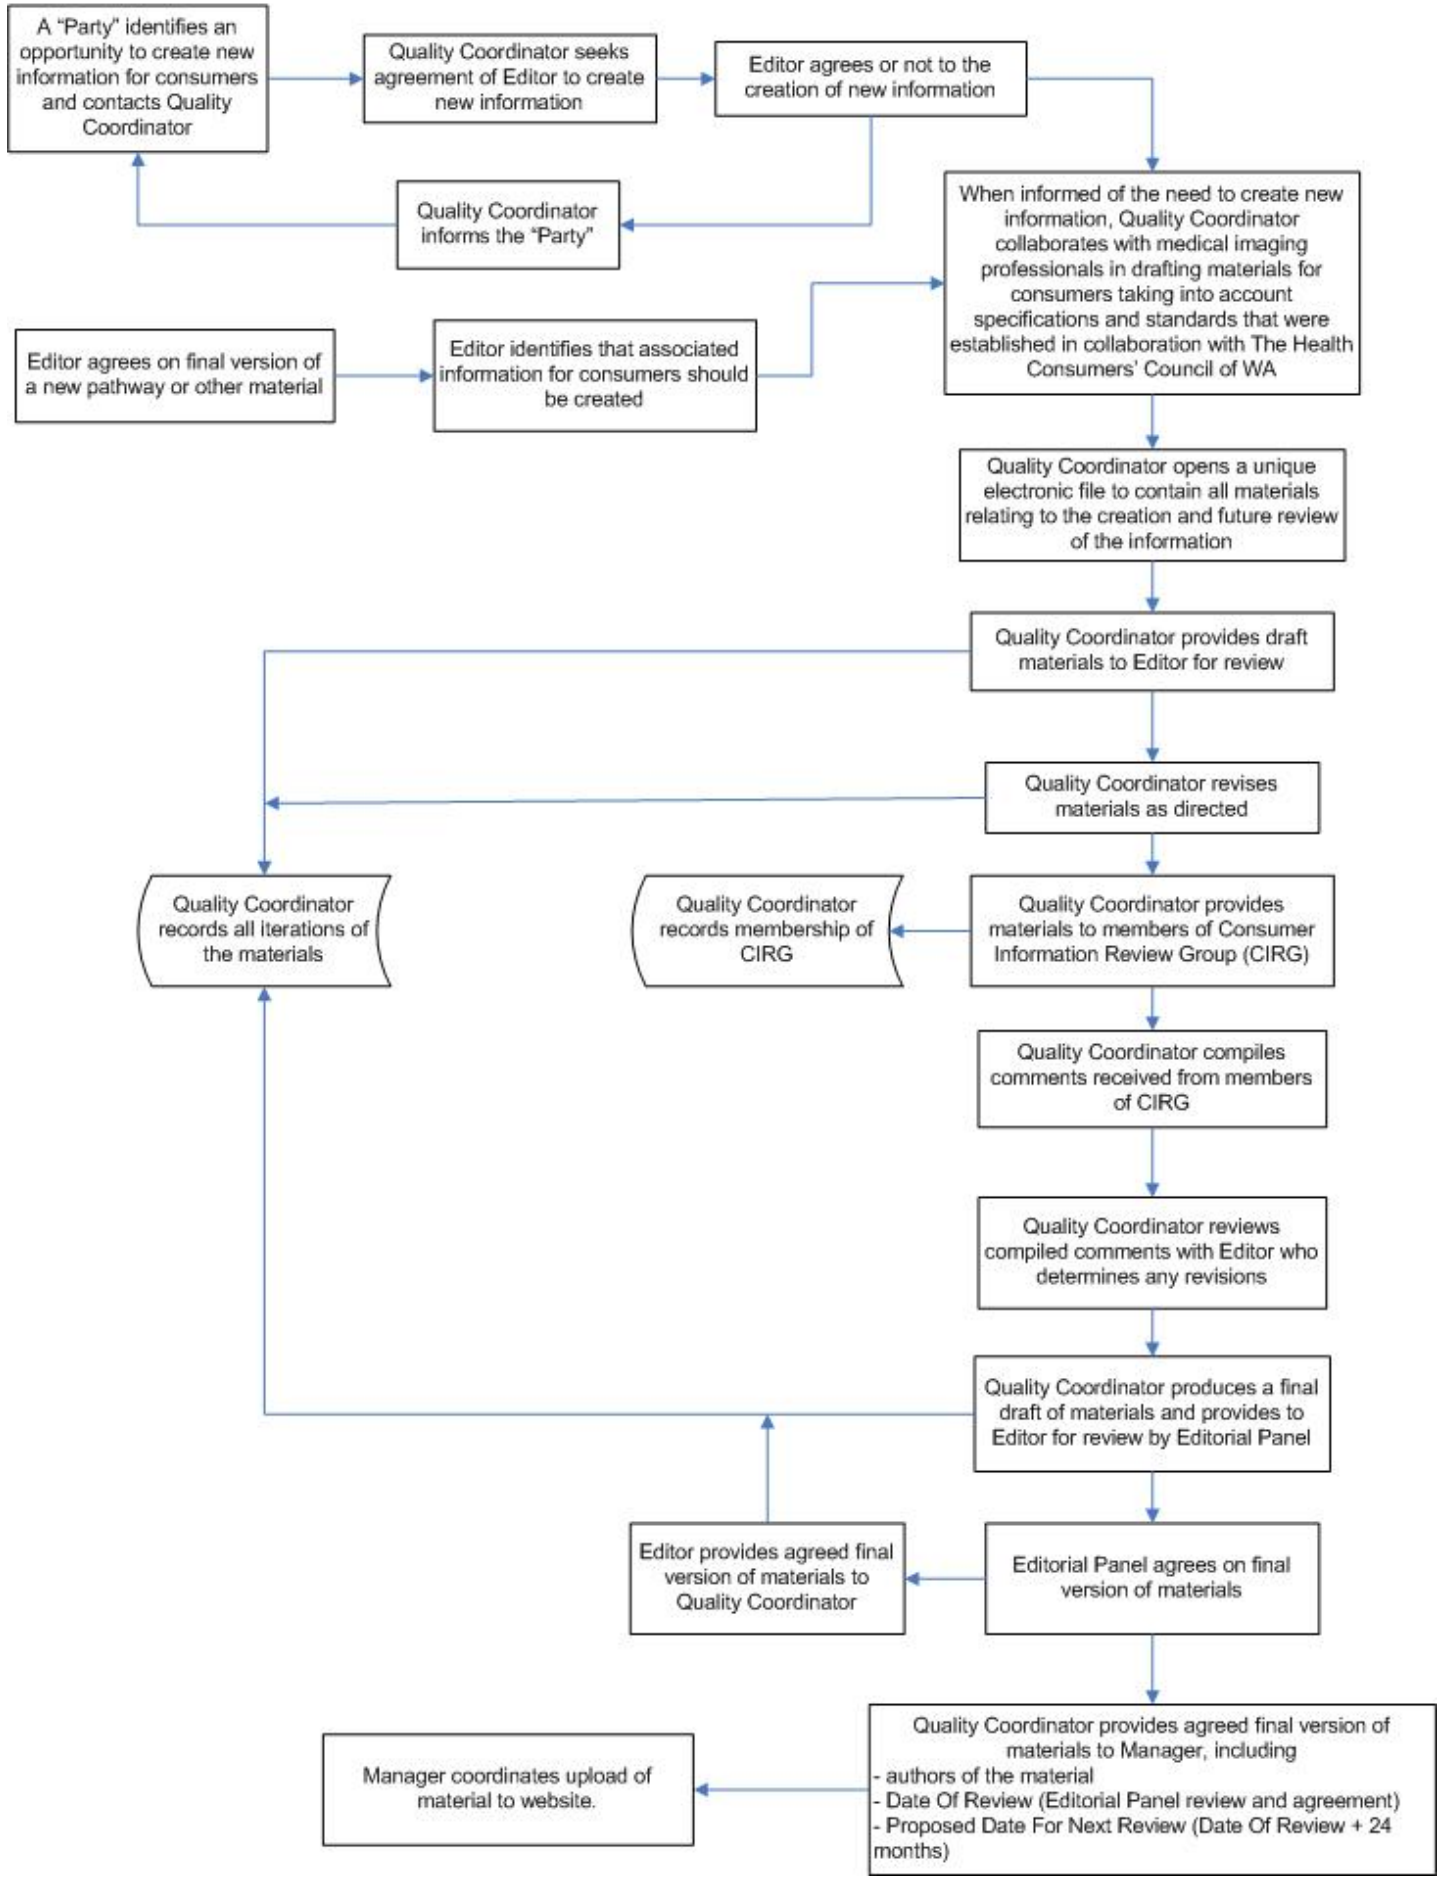 A “Party” identifies an
opportunity to create new
information for consumers
and contacts Quality
Coordinator
Quality Coordinator seeks
agreement of Editor to create
new information
Editor agrees or not to the
creation of new information
Quality Coordinator
informs the “Party”
When informed of the need to create new
information, Quality Coordinator
collaborates with medical imaging
professionals in drafting materials for
consumers taking into account
specifications and standards that were
established in collaboration with The Health
Consumers’ Council of WA
Editor agrees on final version of
a new pathway or other material
Editor identifies that associated
information for consumers should
be created
Quality Coordinator opens a unique
electronic file to contain all materials
relating to the creation and future review
of the information
Quality Coordinator provides draft
materials to Editor for review
Quality Coordinator revises
materials as directed
Quality Coordinator
records all iterations of
the materials
Quality Coordinator
records membership of
CIRG
Quality Coordinator provides
materials to members of Consumer
Information Review Group (CIRG)
Quality Coordinator compiles
comments received from members
of CIRG
Quality Coordinator reviews
compiled comments with Editor who
determines any revisions
Quality Coordinator produces a final
draft of materials and provides to
Editor for review by Editorial Panel
Editor provides agreed final
version of materials to
Quality Coordinator
Editorial Panel agrees on final
version of materials
Quality Coordinator provides agreed final version of
materials to Manager, including
- authors of the material
- Date Of Review (Editorial Panel review and agreement)
- Proposed Date For Next Review (Date Of Review + 24
months)
Manager coordinates upload of
material to website.